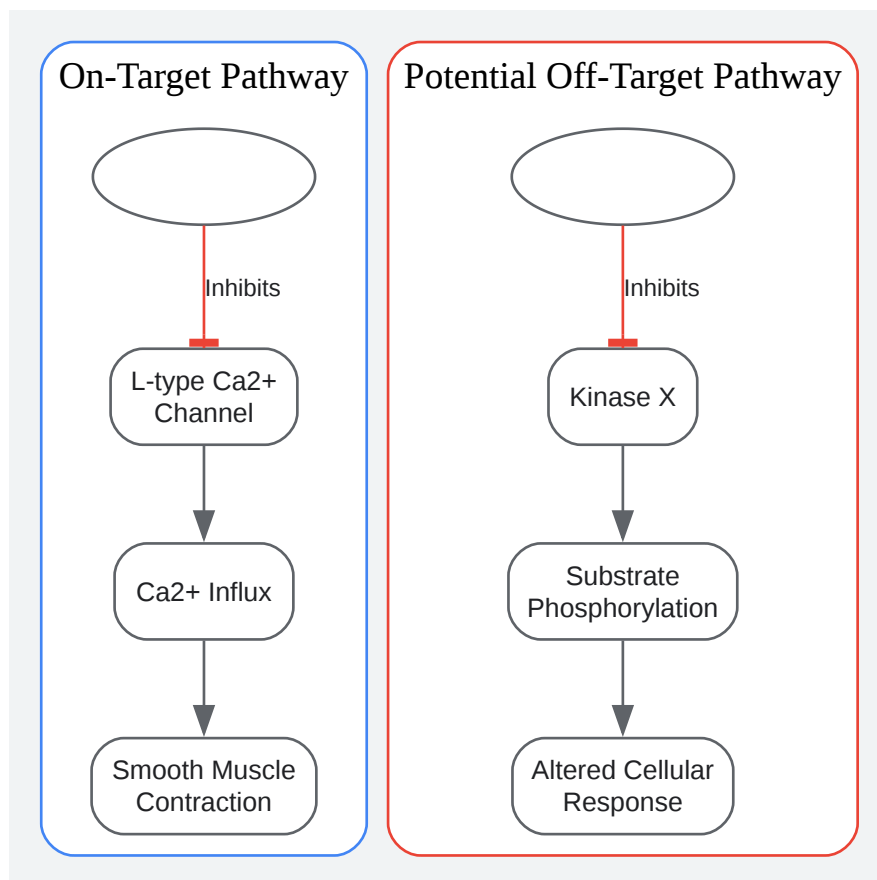 On-Target Pathway
Inhibits
L-type Ca2+
Channel
Ca2+ Influx
Smooth Muscle
Contraction
Potential Off-Target Pathway
Inhibits
Kinase X
Substrate
Phosphorylation
Altered Cellular
Response